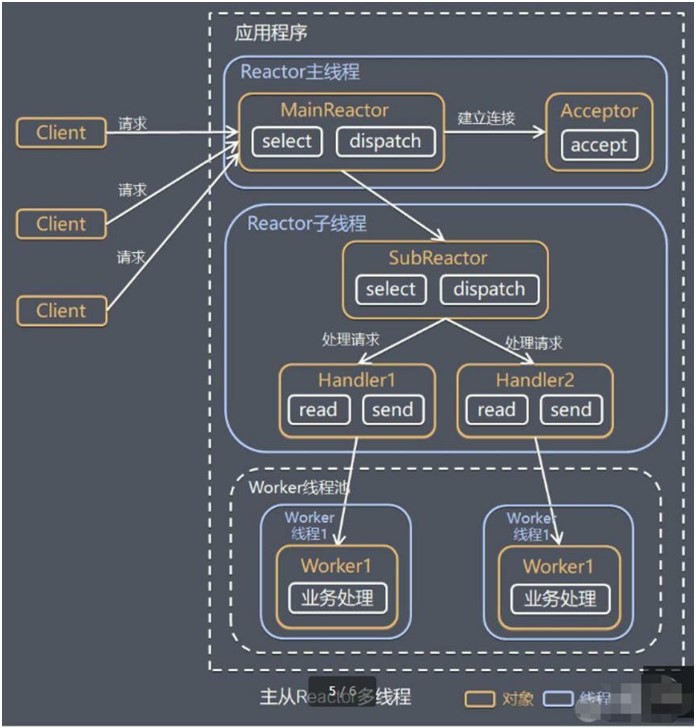 应用程序
Reactor主线程
MainReactor
select
dispatch
建立连接
Acceptor
accept
Client
请求
Client
请求
Client
请求
Reactor子线程
SubReactor
select
dispatch
处理请求
处理请求
Handler1
read
send
Handler2
read
send
Worker线程池
Worker
线程1
Worker1
业务处理
Worker
线程1
Worker1
业务处理
主从Reactor多线程
5 / 6
对象
线程